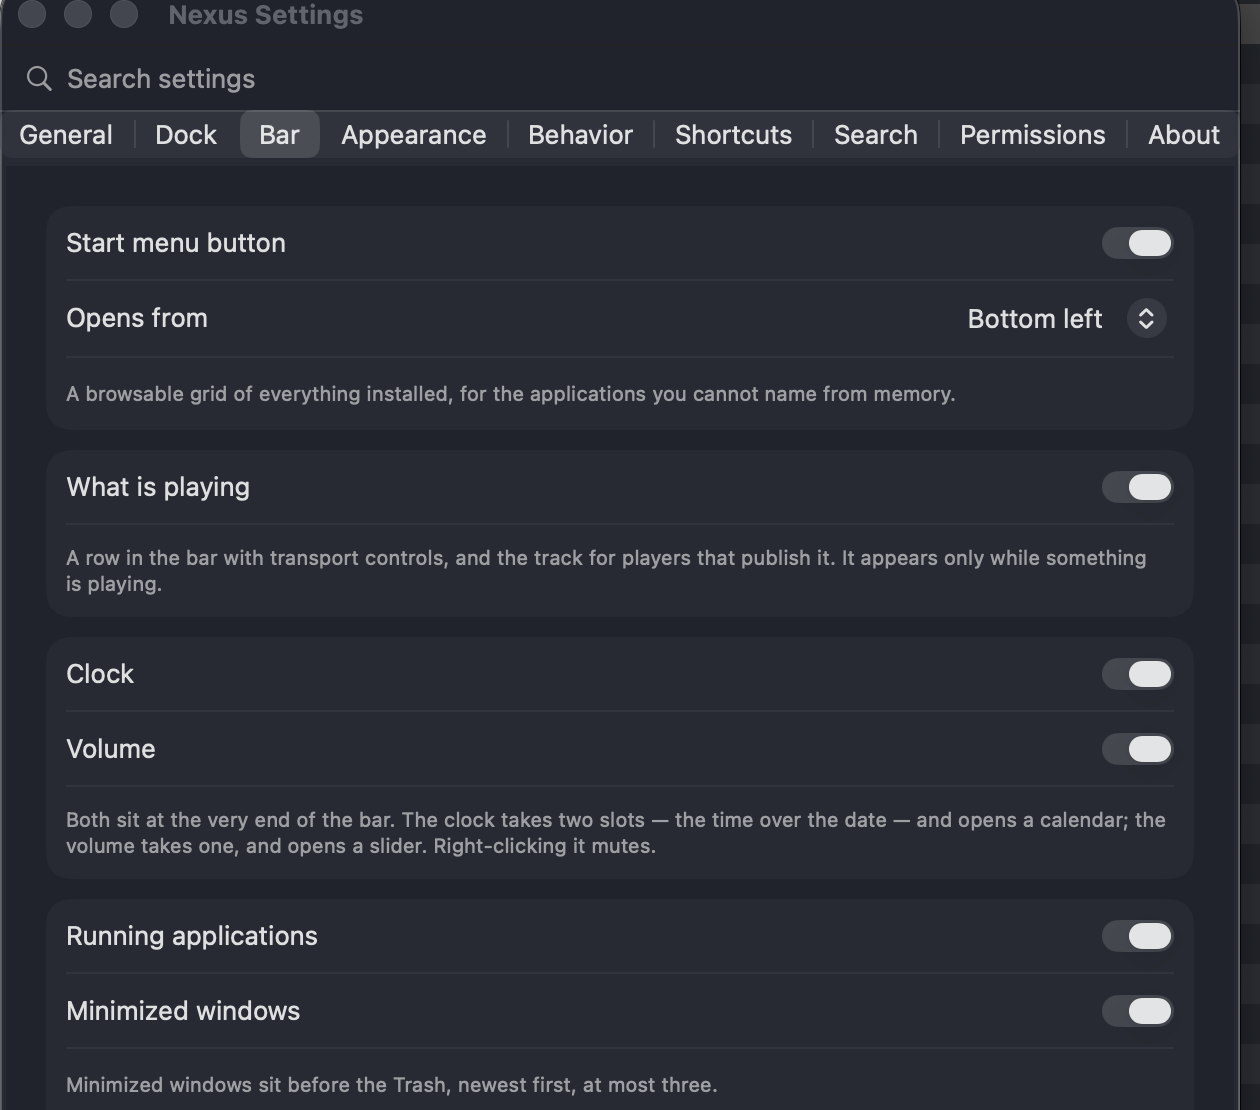 Nexus Settings
Search settings
General
Dock
Bar
Appearance
Behavior
Shortcuts
Search
Permissions
About
Start menu button
Opens from
Bottom left
A browsable grid of everything installed, for the applications you cannot name from memory.
What is playing
A row in the bar with transport controls, and the track for players that publish it. It appears only while something
is playing.
Clock
Volume
Both sit at the very end of the bar. The clock takes two slots — the time over the date — and opens a calendar; the
volume takes one, and opens a slider. Right-clicking it mutes.
Running applications
Minimized windows
Minimized windows sit before the Trash, newest first, at most three.